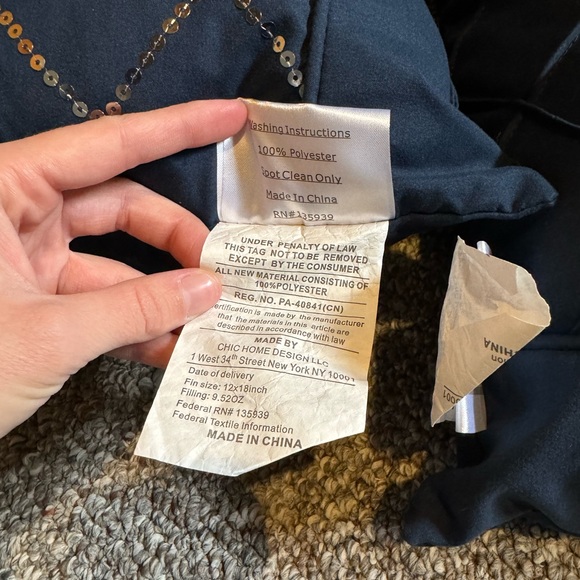 ashing Instructions
100% Polyester
pot Clean Only
Made In China
RN#135939
UNDER PENALTY OF LAW
THIS TAG NOT TO BE REMOVED
EXCEPT BY THE CONSUMER
ALL NEW MATERIAL CONSISTING OF
100%POLYESTER
REG. NO. PA-40841(CN)
ertification is made by the manufacturer
that the materials in this article are
described in accordance with law
MADE BY
CHIC HOME DESIGN LLC
1 West 34th Street New York NY 10001
Date of delivery
Fin size: 12x18inch
Filling: 9.52OZ
Federal RN# 135939
Federal Textile Information
MADE IN CHINA
HINA